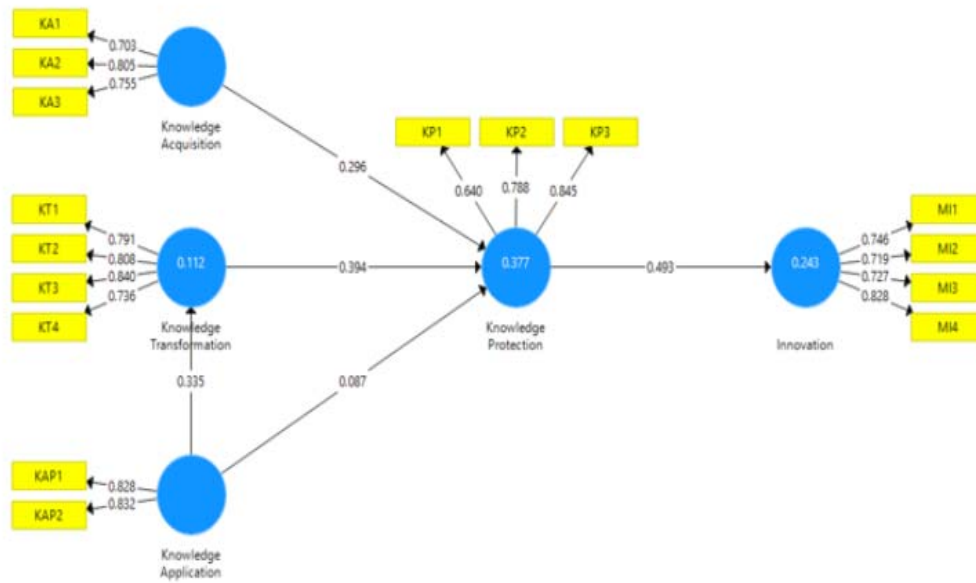 KA1
0.703
KA2
0.805
KA3
0.755
Knowledge
Acquisition
0.296
KP1
KP2
KP3
0.640
0.788
0.845
KT1
0.791
KT2
0.808
KT3
0.840
KT4
0.736
0.112
Knowledge
Transformation
0.394
0.377
Knowledge
Protection
0.493
0.243
Innovation
MI1
0.746
MI2
0.719
MI3
0.727
MI4
0.828
0.335
0.087
KAP1
0.828
KAP2
0.832
Knowledge
Application